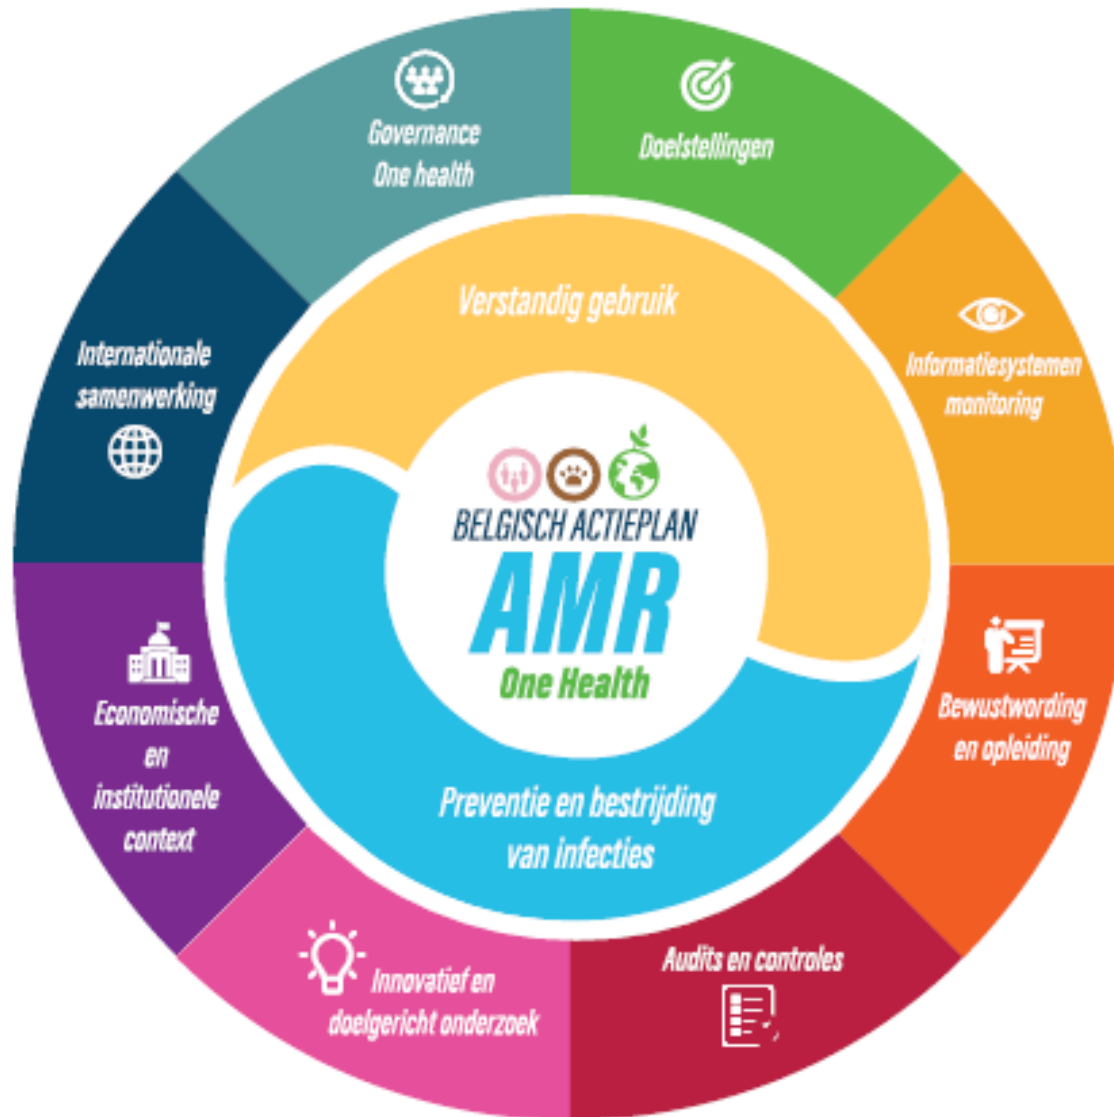 Governance
One health
Doelstellingen
Informatiesystemen
monitoring
Bewustwording
en opleiding
Audits en controles
Innovatief en
doelgericht onderzoek
Economische
en
institutionele
context
Internationale
samenwerking
Verstandig gebruik
BELGISCH ACTIEPLAN
AMR
One Health
Preventie en bestrijding
van infecties